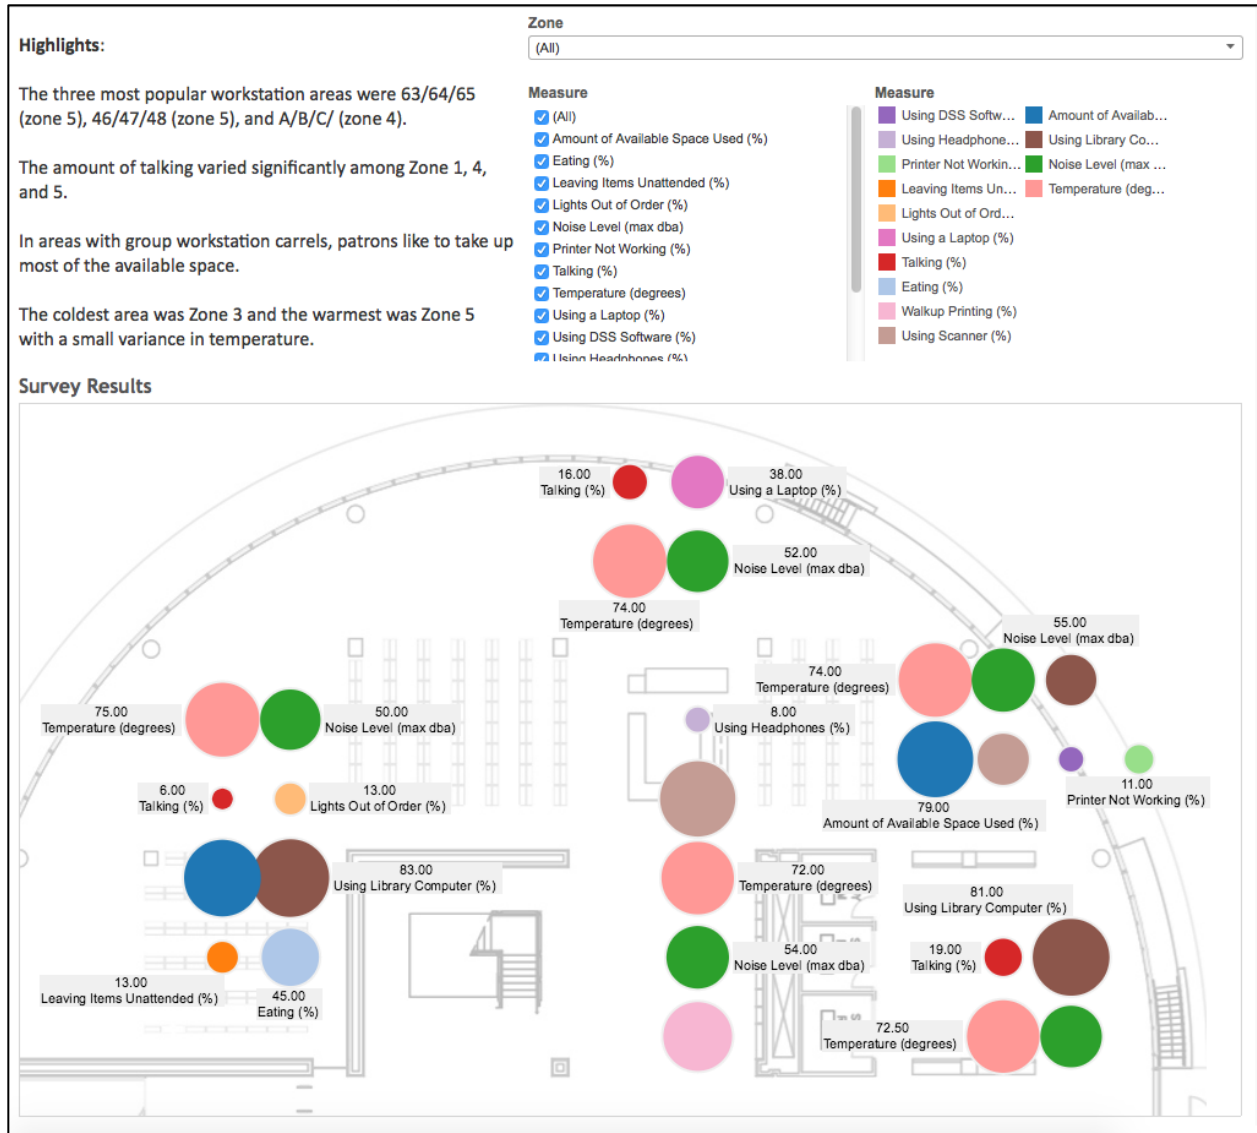 Highlights:
The three most popular workstation areas were 63/64/65
(zone 5), 46/47/48 (zone 5), and A/B/C/ (zone 4).
The amount of talking varied significantly among Zone 1, 4,
and 5.
In areas with group workstation carrels, patrons like to take up
most of the available space.
The coldest area was Zone 3 and the warmest was Zone 5
with a small variance in temperature.
Zone
(All)
Measure
(All)
Amount of Available Space Used (%)
Eating (%)
Leaving Items Unattended (%)
Lights Out of Order (%)
Noise Level (max dba)
Printer Not Working (%)
Talking (%)
Temperature (degrees)
Using a Laptop (%)
Using DSS Software (%)
Using Headphones (%)
Measure
Using DSS Softw...
Using Headphone...
Printer Not Workin...
Leaving Items Un...
Lights Out of Ord...
Using a Laptop (%)
Talking (%)
Eating (%)
Walkup Printing (%)
Using Scanner (%)
Amount of Availab...
Using Library Co...
Noise Level (max ...
Temperature (deg...
Survey Results
16.00
Talking (%)
38.00
Using a Laptop (%)
52.00
Noise Level (max dba)
74.00
Temperature (degrees)
55.00
Noise Level (max dba)
74.00
Temperature (degrees)
75.00
Temperature (degrees)
50.00
Noise Level (max dba)
8.00
Using Headphones (%)
6.00
Talking (%)
13.00
Lights Out of Order (%)
11.00
Printer Not Working (%)
79.00
Amount of Available Space Used (%)
83.00
Using Library Computer (%)
72.00
Temperature (degrees)
81.00
Using Library Computer (%)
54.00
Noise Level (max dba)
19.00
Talking (%)
13.00
Leaving Items Unattended (%)
45.00
Eating (%)
72.50
Temperature (degrees)